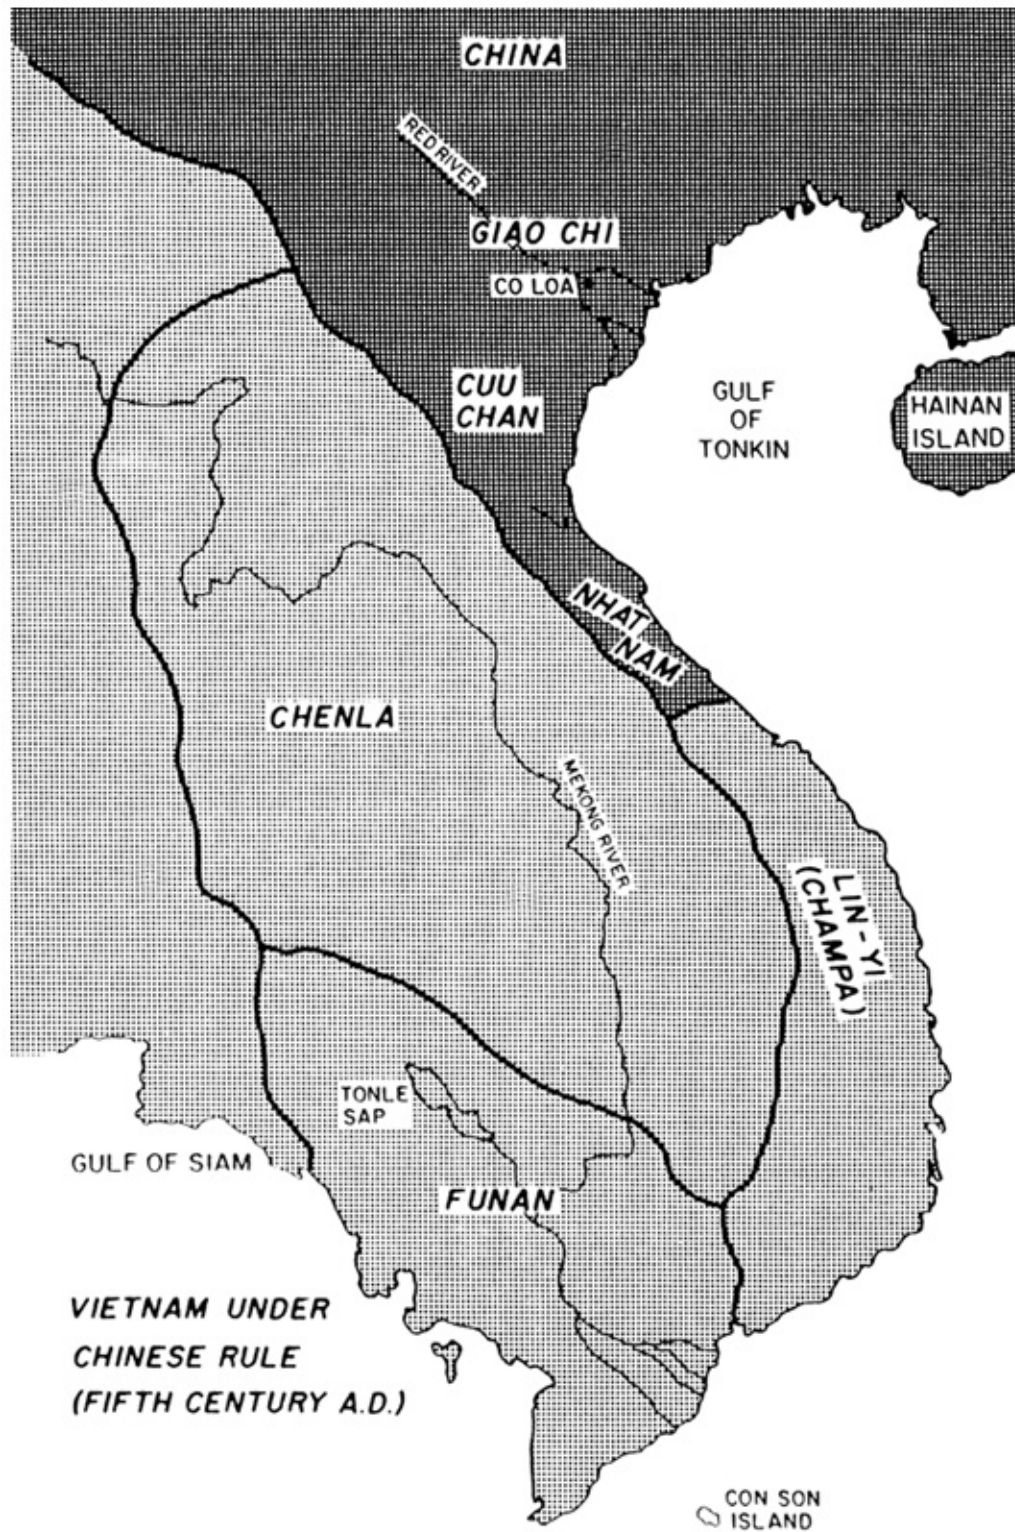 CHINA
RED RIVER
GIAO CHI
CO LOA
CUU
CHAN
GULF
OF
TONKIN
HAINAN
ISLAND
NHAT
NAM
CHENLA
MEKONG RIVER
LIN-YI
(CHAMPA)
TONLE
SAP
GULF OF SIAM
FUNAN
VIETNAM UNDER
CHINESE RULE
(FIFTH CENTURY A.D.)
CON SON
ISLAND